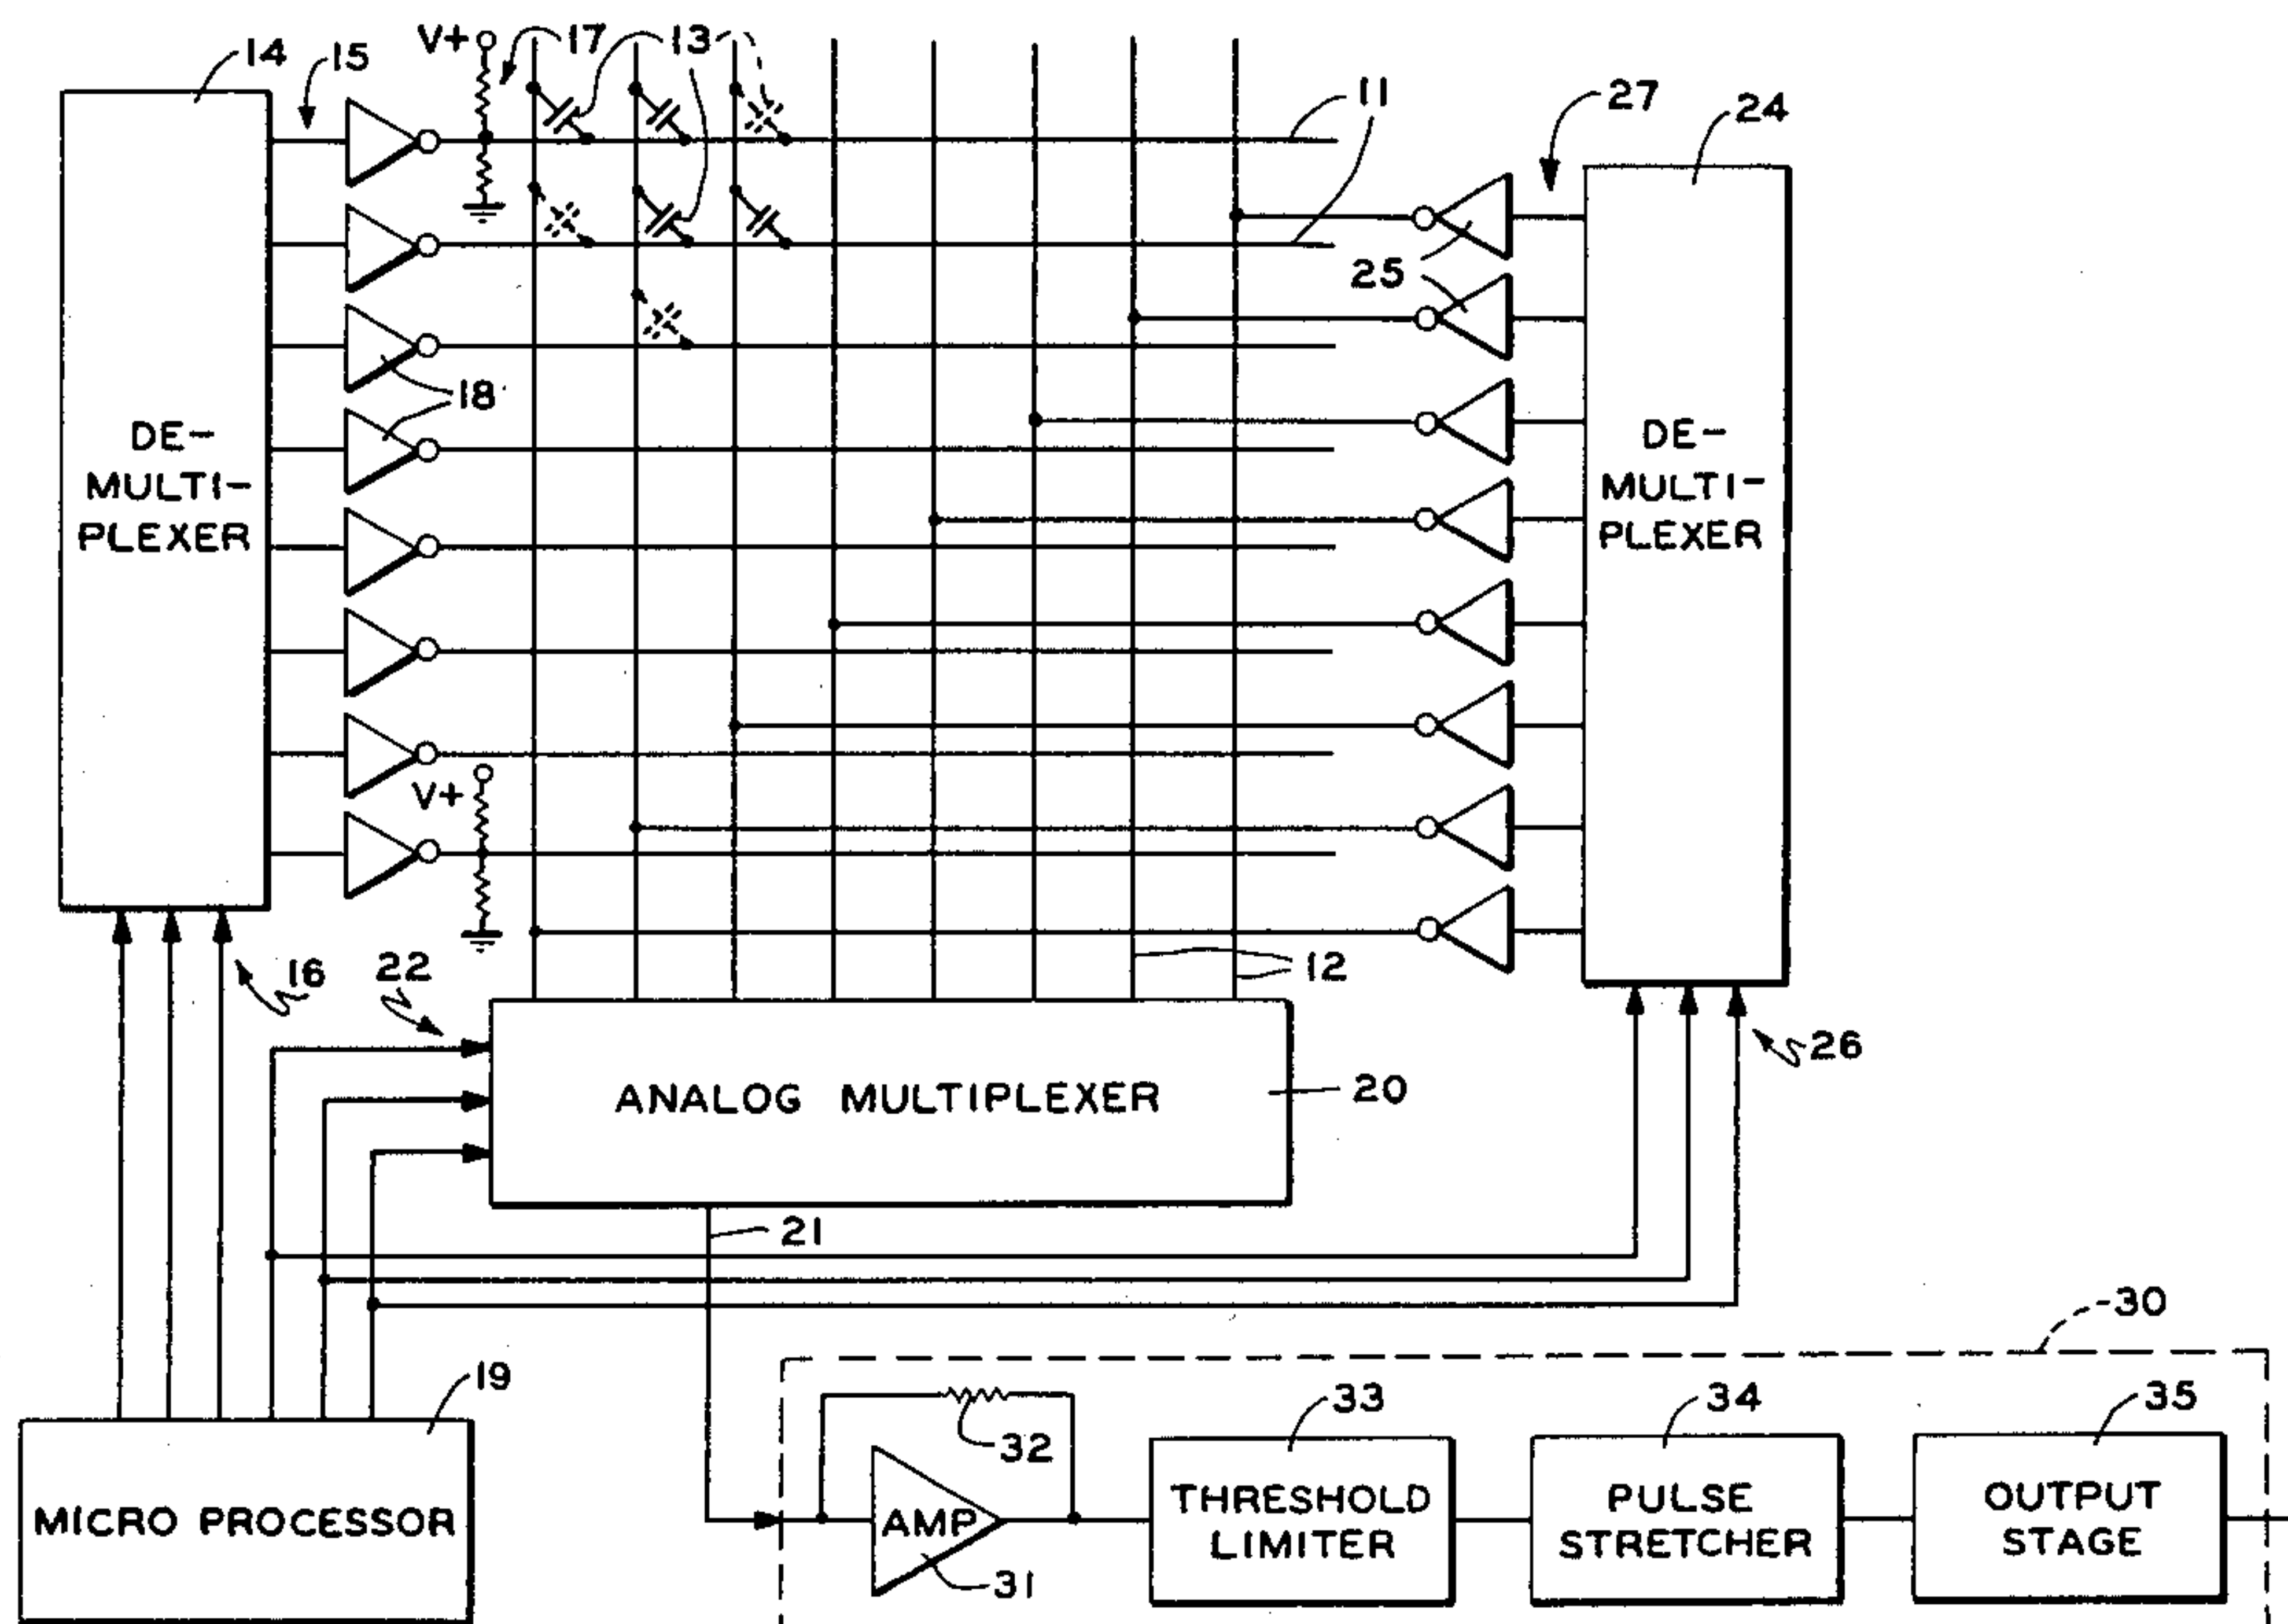 V+
17
13
14
15
11
27
24
25
18
DE-
MULTI-
PLEXER
DE-
MULTI-
PLEXER
V+
16
22
12
26
ANALOG MULTIPLEXER
20
21
30
19
MICRO PROCESSOR
32
AMP
31
33
THRESHOLD
LIMITER
34
PULSE
STRETCHER
35
OUTPUT
STAGE